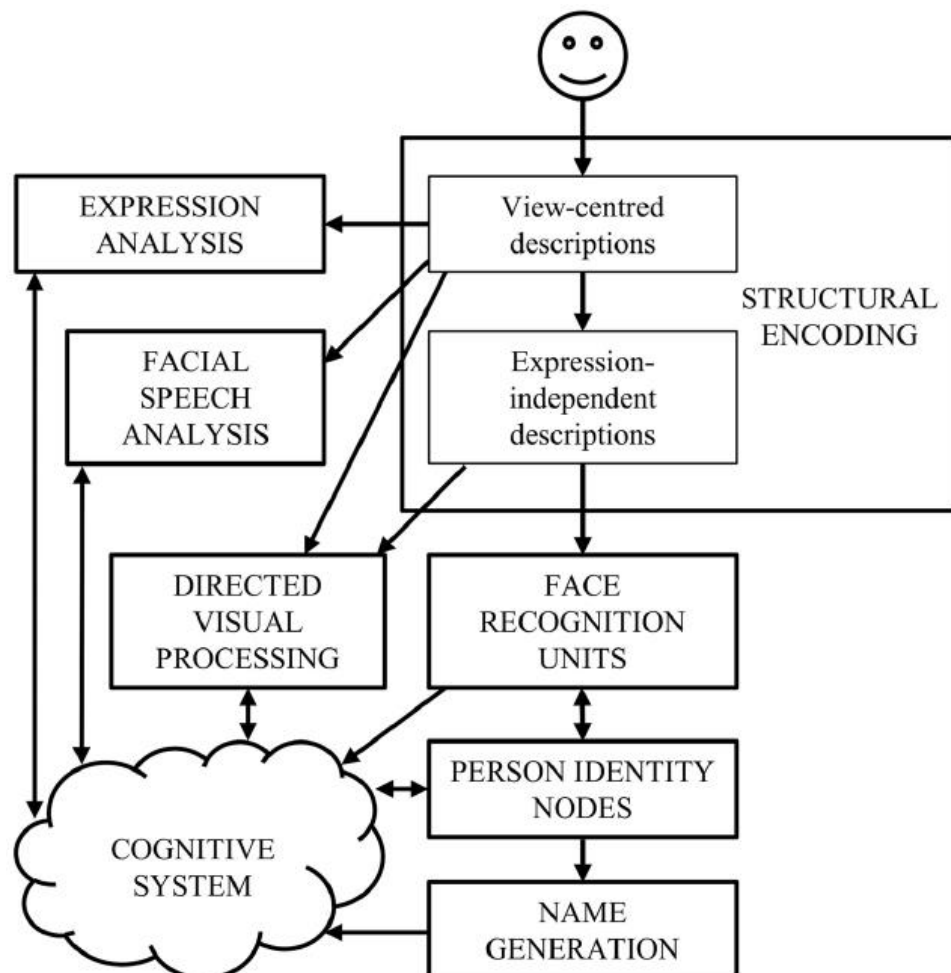 View-centred
descriptions
EXPRESSION
ANALYSIS
STRUCTURAL
ENCODING
Expression-
independent
descriptions
FACIAL
SPEECH
ANALYSIS
DIRECTED
VISUAL
PROCESSING
FACE
RECOGNITION
UNITS
PERSON IDENTITY
NODES
COGNITIVE
SYSTEM
NAME
GENERATION